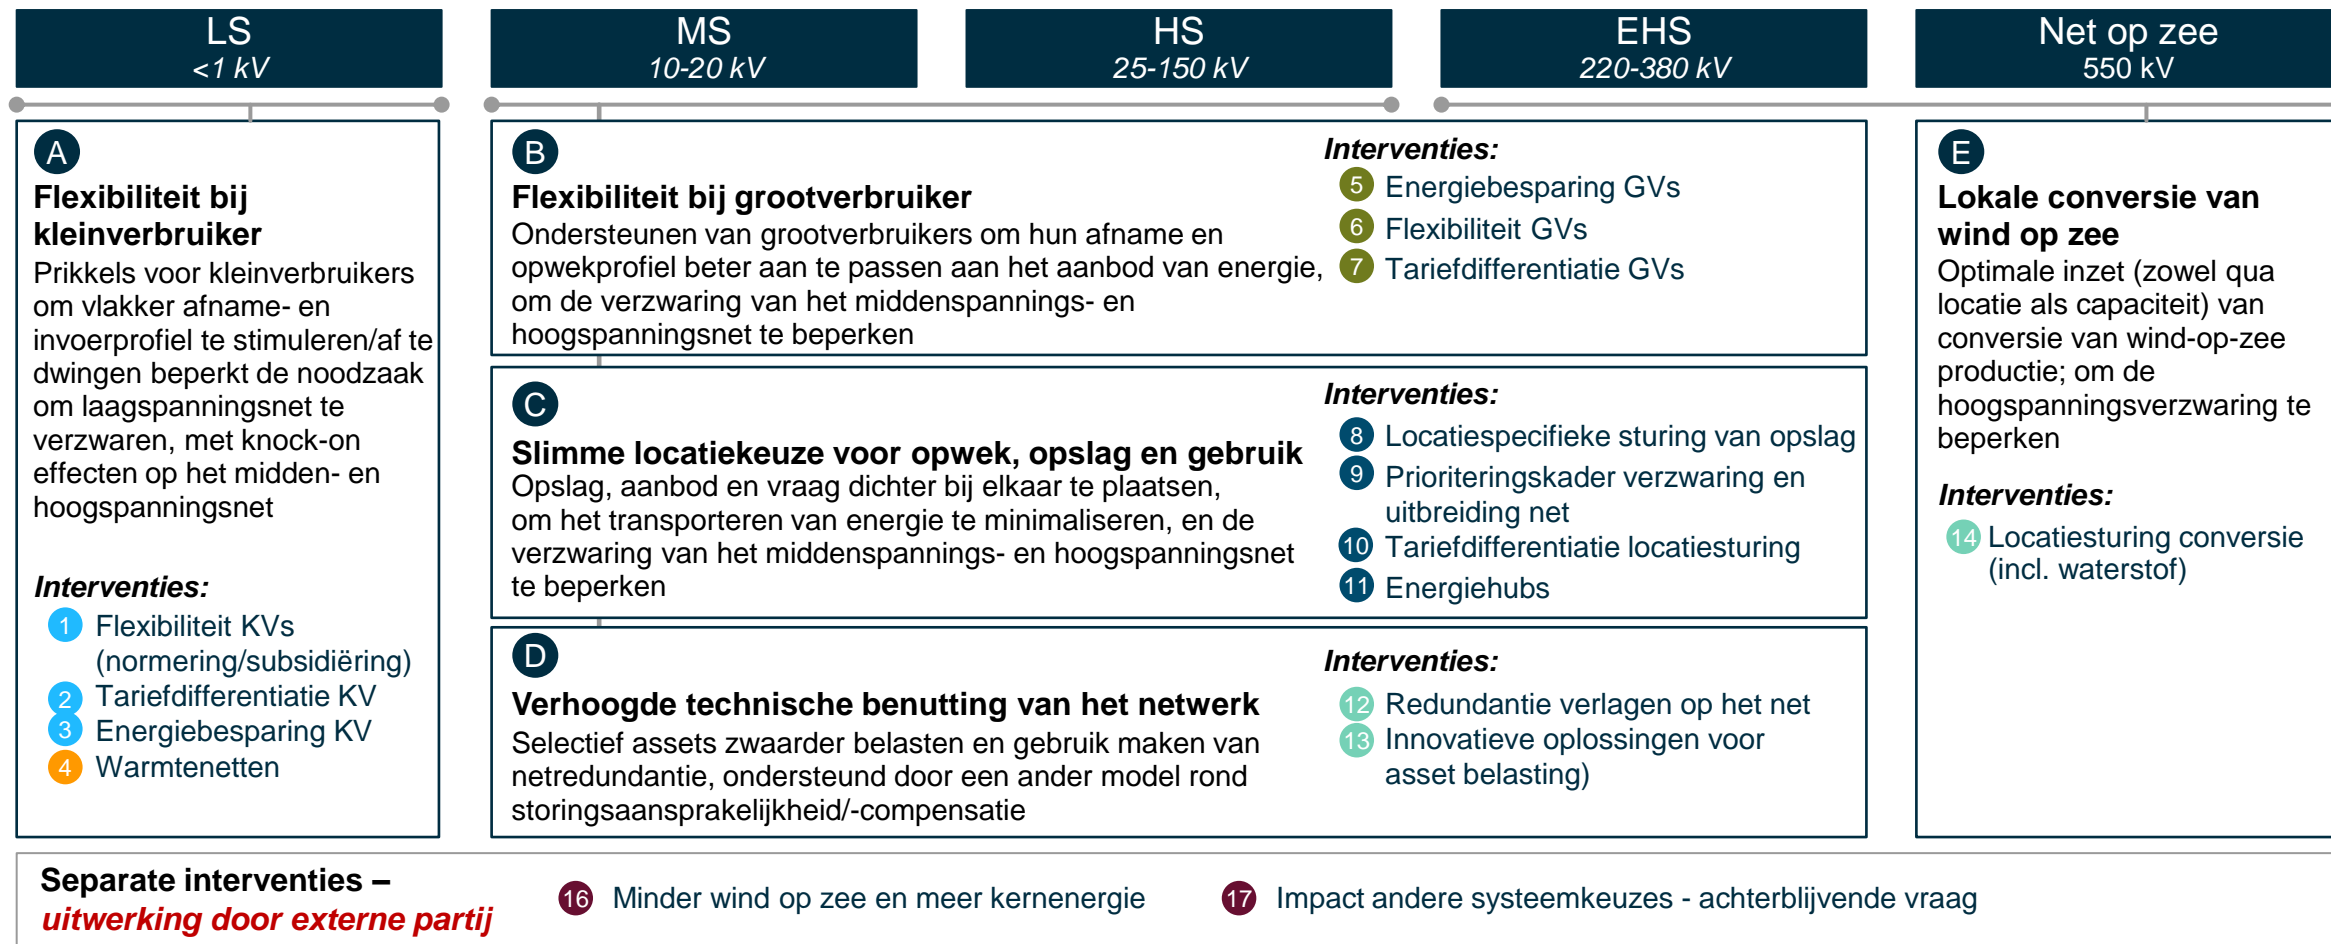 LS
<1 kV
MS
10-20 kV
HS
25-150 kV
EHS
220-380 kV
Net op zee
550 kV
A
Flexibiliteit bij
kleinverbruiker
Prikkels voor kleinverbruikers
om vlakker afname- en
invoerprofiel te stimuleren/af te
dwingen beperkt de noodzaak
om laagspanningsnet te
verzwaren, met knock-on
effecten op het midden- en
hoogspanningsnet
Interventies:
1 Flexibiliteit KVs
(normering/subsidiëring)
2 Tariefdifferentiatie KV
3 Energiebesparing KV
4 Warmtenetten
B
Flexibiliteit bij grootverbruiker
Ondersteunen van grootverbruikers om hun afname en
opwekprofiel beter aan te passen aan het aanbod van energie,
om de verzwaring van het middenspannings- en
hoogspanningsnet te beperken
Interventies:
5 Energiebesparing GVs
6 Flexibiliteit GVs
7 Tariefdifferentiatie GVs
C
Slimme locatiekeuze voor opwek, opslag en gebruik
Opslag, aanbod en vraag dichter bij elkaar te plaatsen,
om het transporteren van energie te minimaliseren, en de
verzwaring van het middenspannings- en hoogspanningsnet
te beperken
Interventies:
8 Locatiespecifieke sturing van opslag
9 Prioriteringskader verzwaring en
uitbreiding net
10 Tariefdifferentiatie locatiesturing
11 Energiehubs
D
Verhoogde technische benutting van het netwerk
Selectief assets zwaarder belasten en gebruik maken van
netredundantie, ondersteund door een ander model rond
storingsaansprakelijkheid/-compensatie
Interventies:
12 Redundantie verlagen op het net
13 Innovatieve oplossingen voor
asset belasting)
E
Lokale conversie van
wind op zee
Optimale inzet (zowel qua
locatie als capaciteit) van
conversie van wind-op-zee
productie; om de
hoogspanningsverzwaring te
beperken
Interventies:
14 Locatiesturing conversie
(incl. waterstof)
Separate interventies –
uitwerking door externe partij
16 Minder wind op zee en meer kernenergie
17 Impact andere systeemkeuzes - achterblijvende vraag